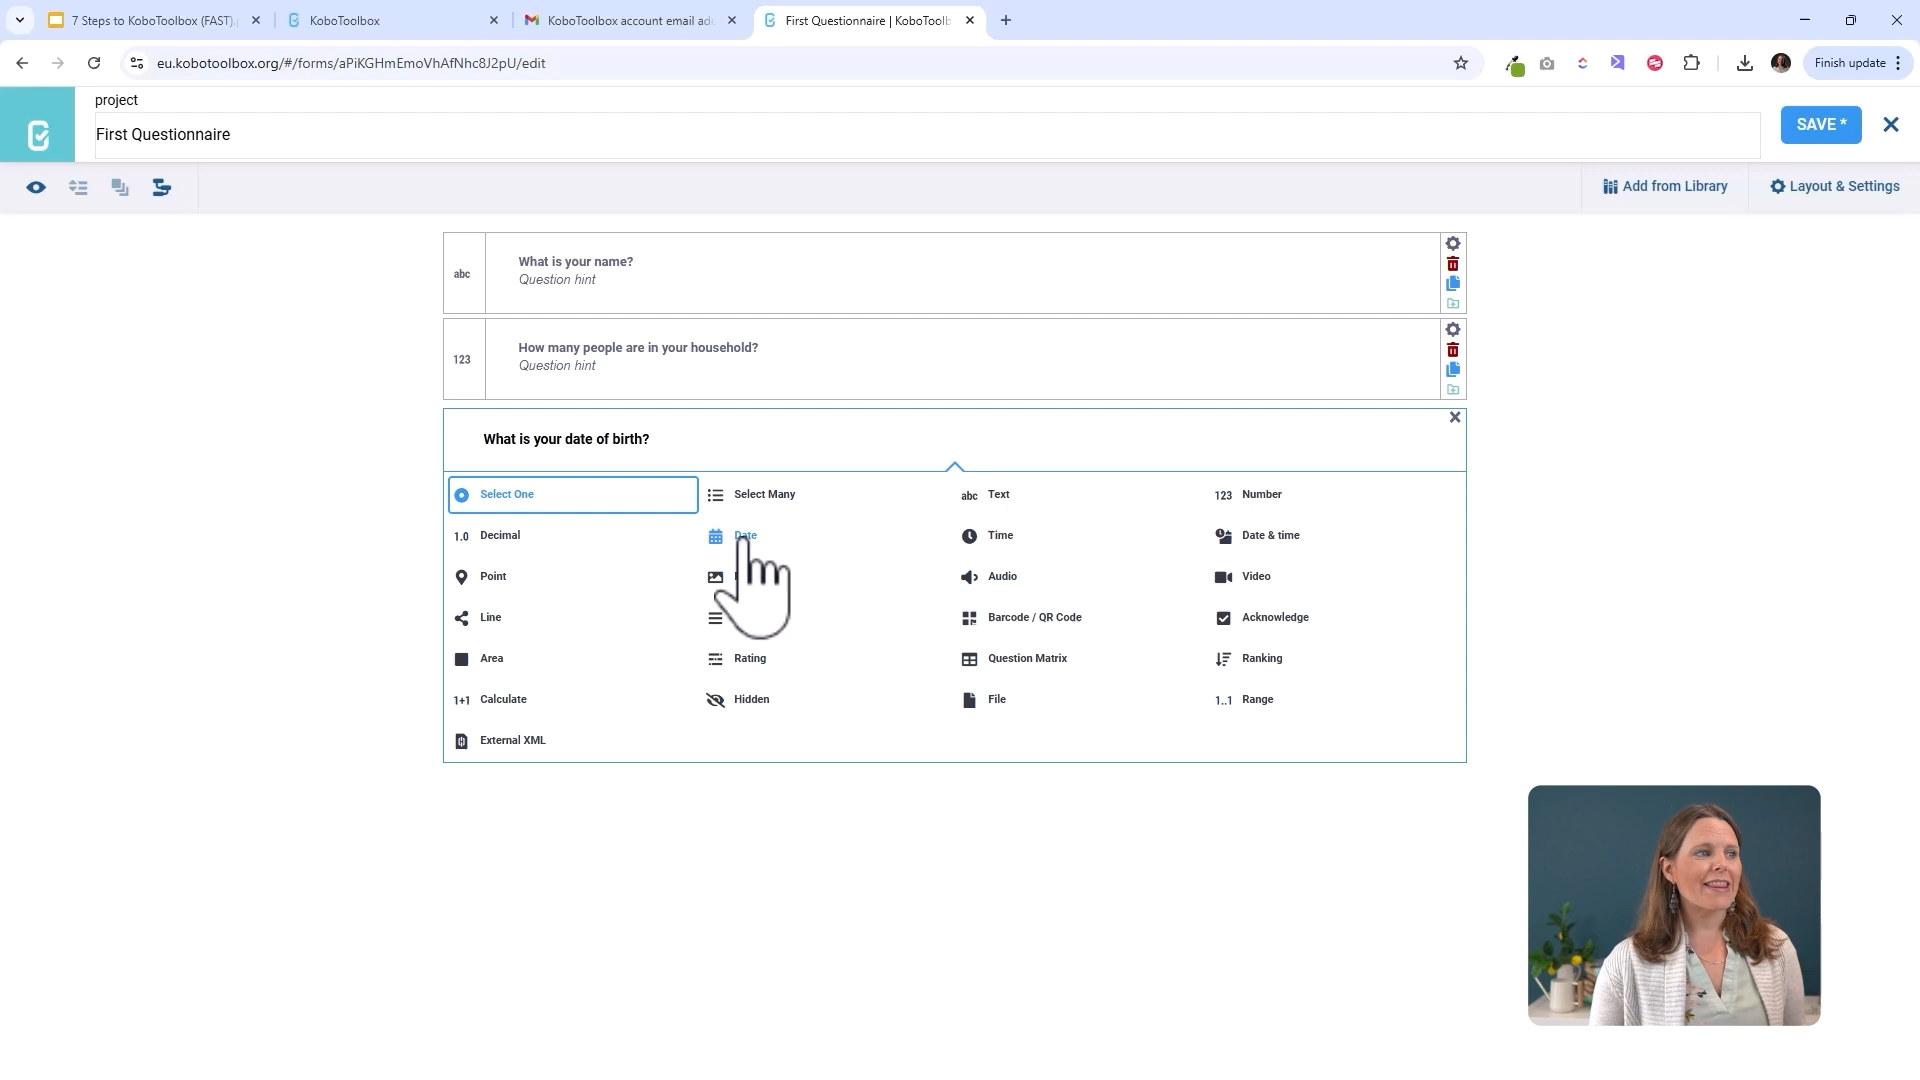 7 Steps to KoboToolbox (FAST).
KoboToolbox
KoboToolbox account email ad
First Questionnaire | KoboToolb
eu.kobotoolbox.org/#/forms/aPiKGHmEmoVhAfNhc8J2pU/edit
Finish update
project
First Questionnaire
SAVE *
Add from Library
Layout & Settings
abc
What is your name?
Question hint
123
How many people are in your household?
Question hint
What is your date of birth?
Select One
Select Many
abc Text
123 Number
1.0 Decimal
Date
Time
Date & time
Point
Audio
Video
Line
Barcode / QR Code
Acknowledge
Area
Rating
Question Matrix
Ranking
1+1 Calculate
Hidden
File
1..1 Range
External XML